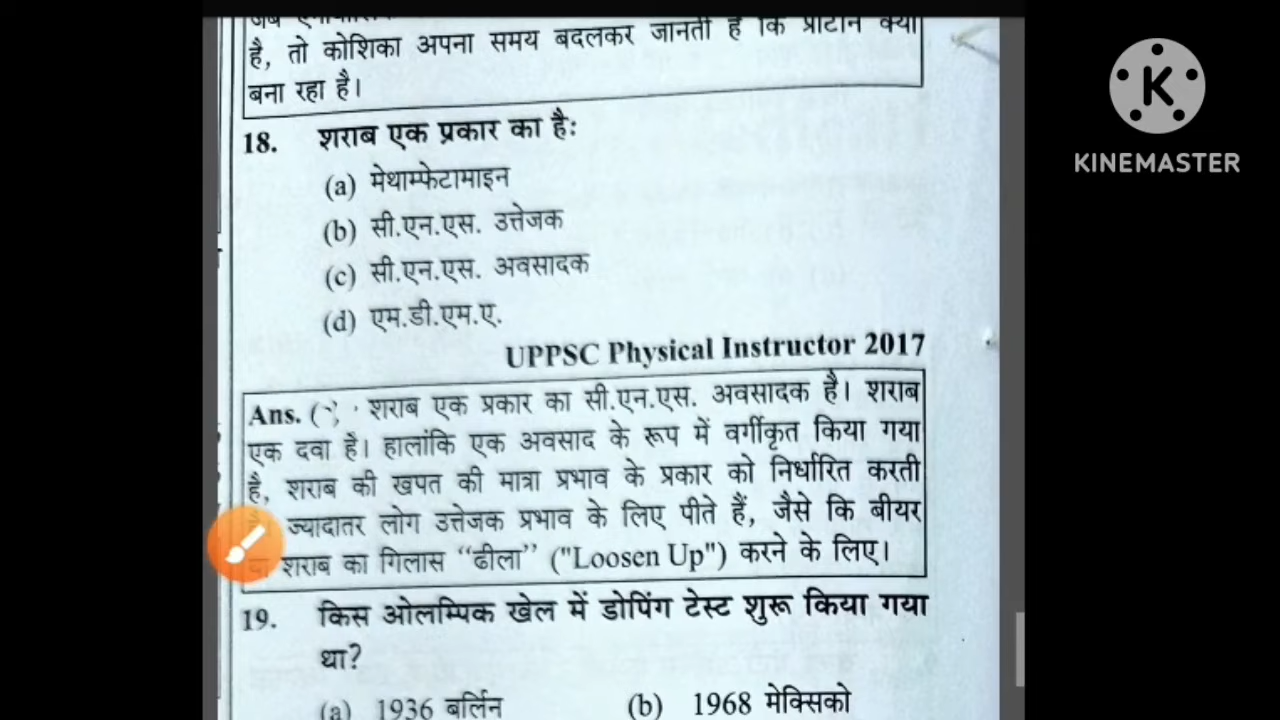 है, तो कोशिका अपना समय बदलकर जानती है कि प्रोटीन क्या
बना रहा है।
18. शराब एक प्रकार का है:
(a) मेथाम्फेटामाइन
(b) सी.एन.एस. उत्तेजक
(c) सी.एन.एस. अवसादक
(d) एम.डी.एम.ए.
UPPSC Physical Instructor 2017
Ans. ( ) शराब एक प्रकार का सी.एन.एस. अवसादक है। शराब
एक दवा है। हालांकि एक अवसाद के रूप में वर्गीकृत किया गया
है, शराब की खपत की मात्रा प्रभाव के प्रकार को निर्धारित करती
ज्यादातर लोग उत्तेजक प्रभाव के लिए पीते हैं, जैसे कि बीयर
या शराब का गिलास ‘‘ढीला’’ ("Loosen Up") करने के लिए।
19. किस ओलम्पिक खेल में डोपिंग टेस्ट शुरू किया गया
था?
(a) 1936 बर्लिन (b) 1968 मेक्सिको
K
KINEMASTER